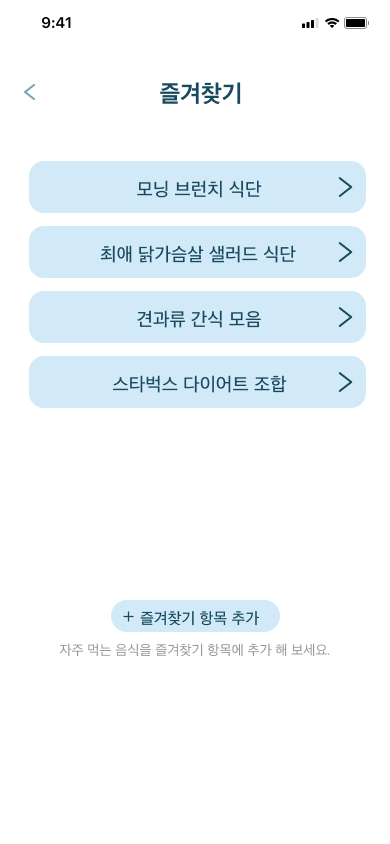 9:41
즐겨찾기
모닝 브런치 식단
최애 닭가슴살 샐러드 식단
견과류 간식 모음
스타벅스 다이어트 조합
+ 즐겨찾기 항목 추가
자주 먹는 음식을 즐겨찾기 항목에 추가 해 보세요.